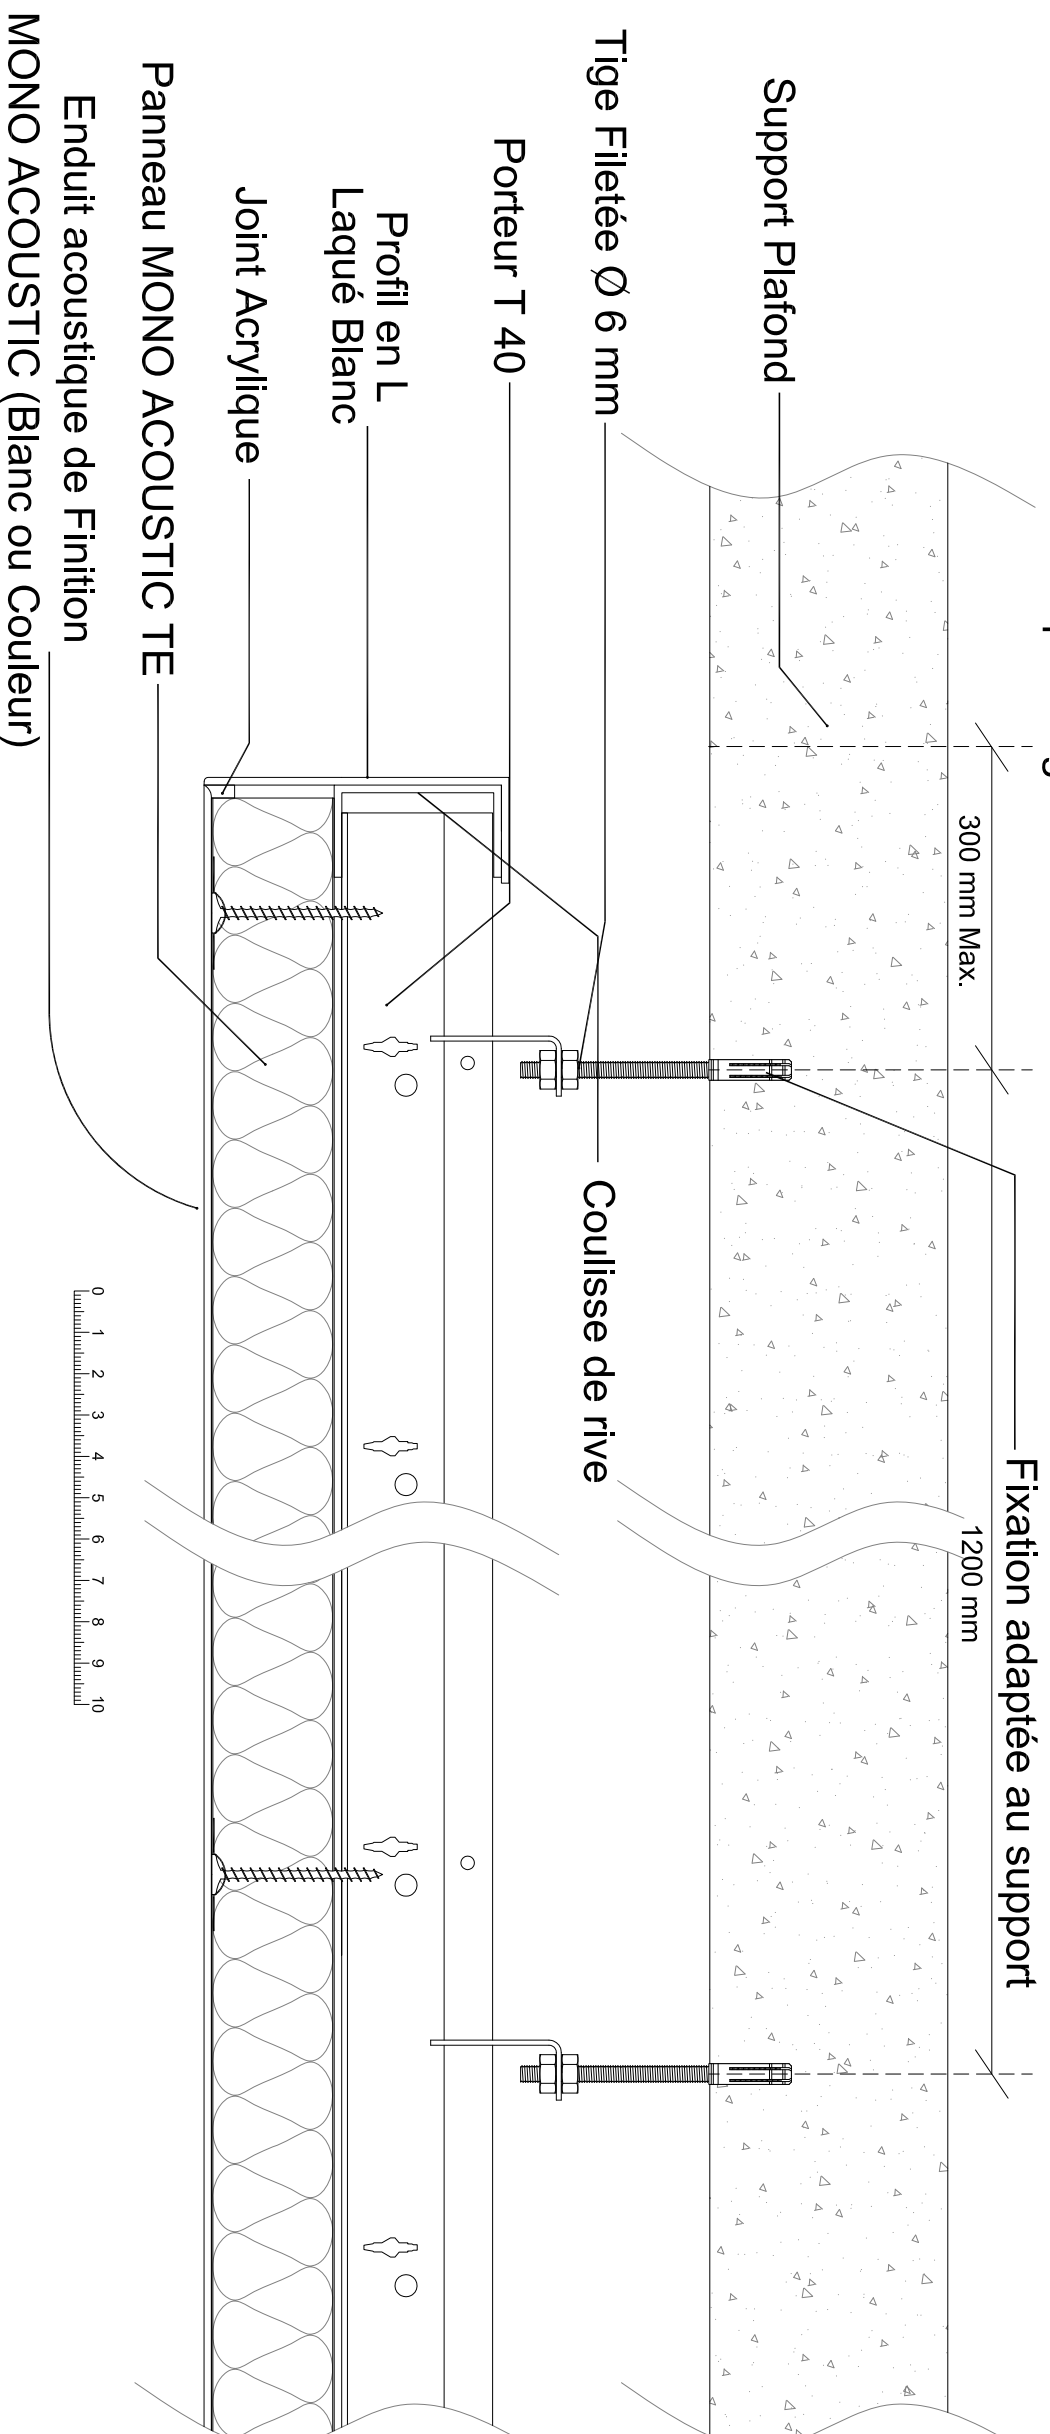 Fixation adaptée au support
300 mm Max.
1200 mm
Support Plafond
Tige Filetée Ø 6 mm
Coulisse de rive
Porteur T 40
Profil en L
Laqué Blanc
Joint Acrylique
Panneau MONO ACOUSTIC TE
Enduit acoustique de Finition
MONO ACOUSTIC (Blanc ou Couleur)
0 1 2 3 4 5 6 7 8 9 10